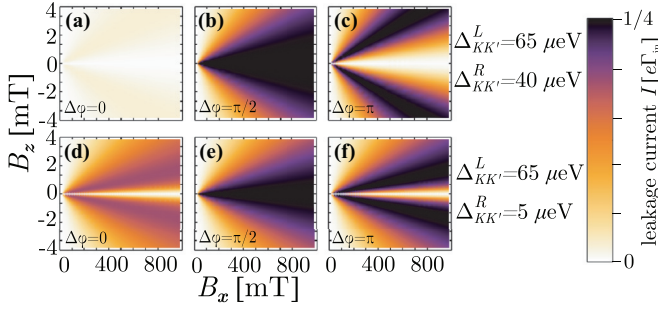 (a) (b) (c)
4
2
0
-2
-4
Δφ=0 Δφ=π/2 Δφ=π
Δ^L_{KK'}=65 μeV
Δ^R_{KK'}=40 μeV
(d) (e) (f)
4
2
0
-2
-4
Δφ=0 Δφ=π/2 Δφ=π
Δ^L_{KK'}=65 μeV
Δ^R_{KK'}=5 μeV
0 400 800 0 400 800 0 400 800
B_z [mT]
B_x [mT]
1/4
0
leakage current I [eΓ_in]